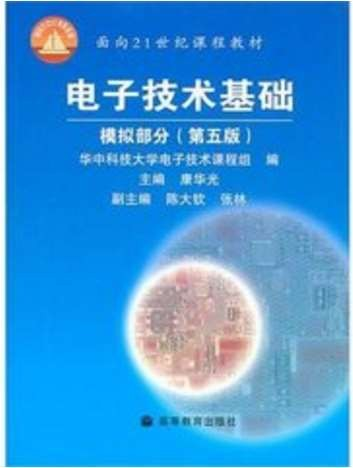 面向21世纪课程教材
电子技术基础
模拟部分（第五版）
华中科技大学电子技术课程组 编
主编 康华光
副主编 陈大钦 张林
高等教育出版社